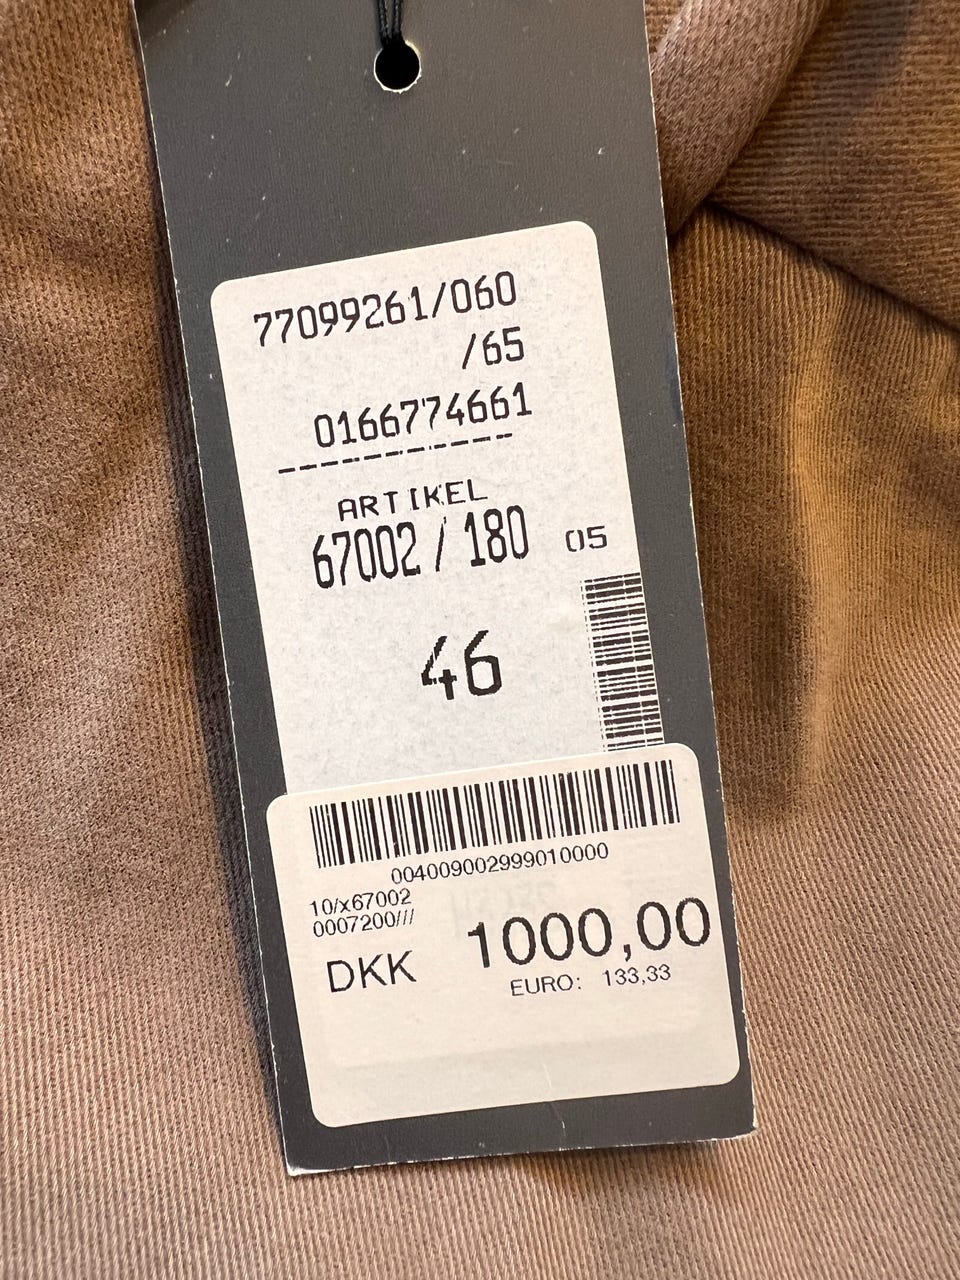 77099261/060
/65
0166774661
ARTIKEL
67002 / 180 05
46
004009002999010000
10/x67002
0007200///
DKK 1000,00
EURO: 133,33